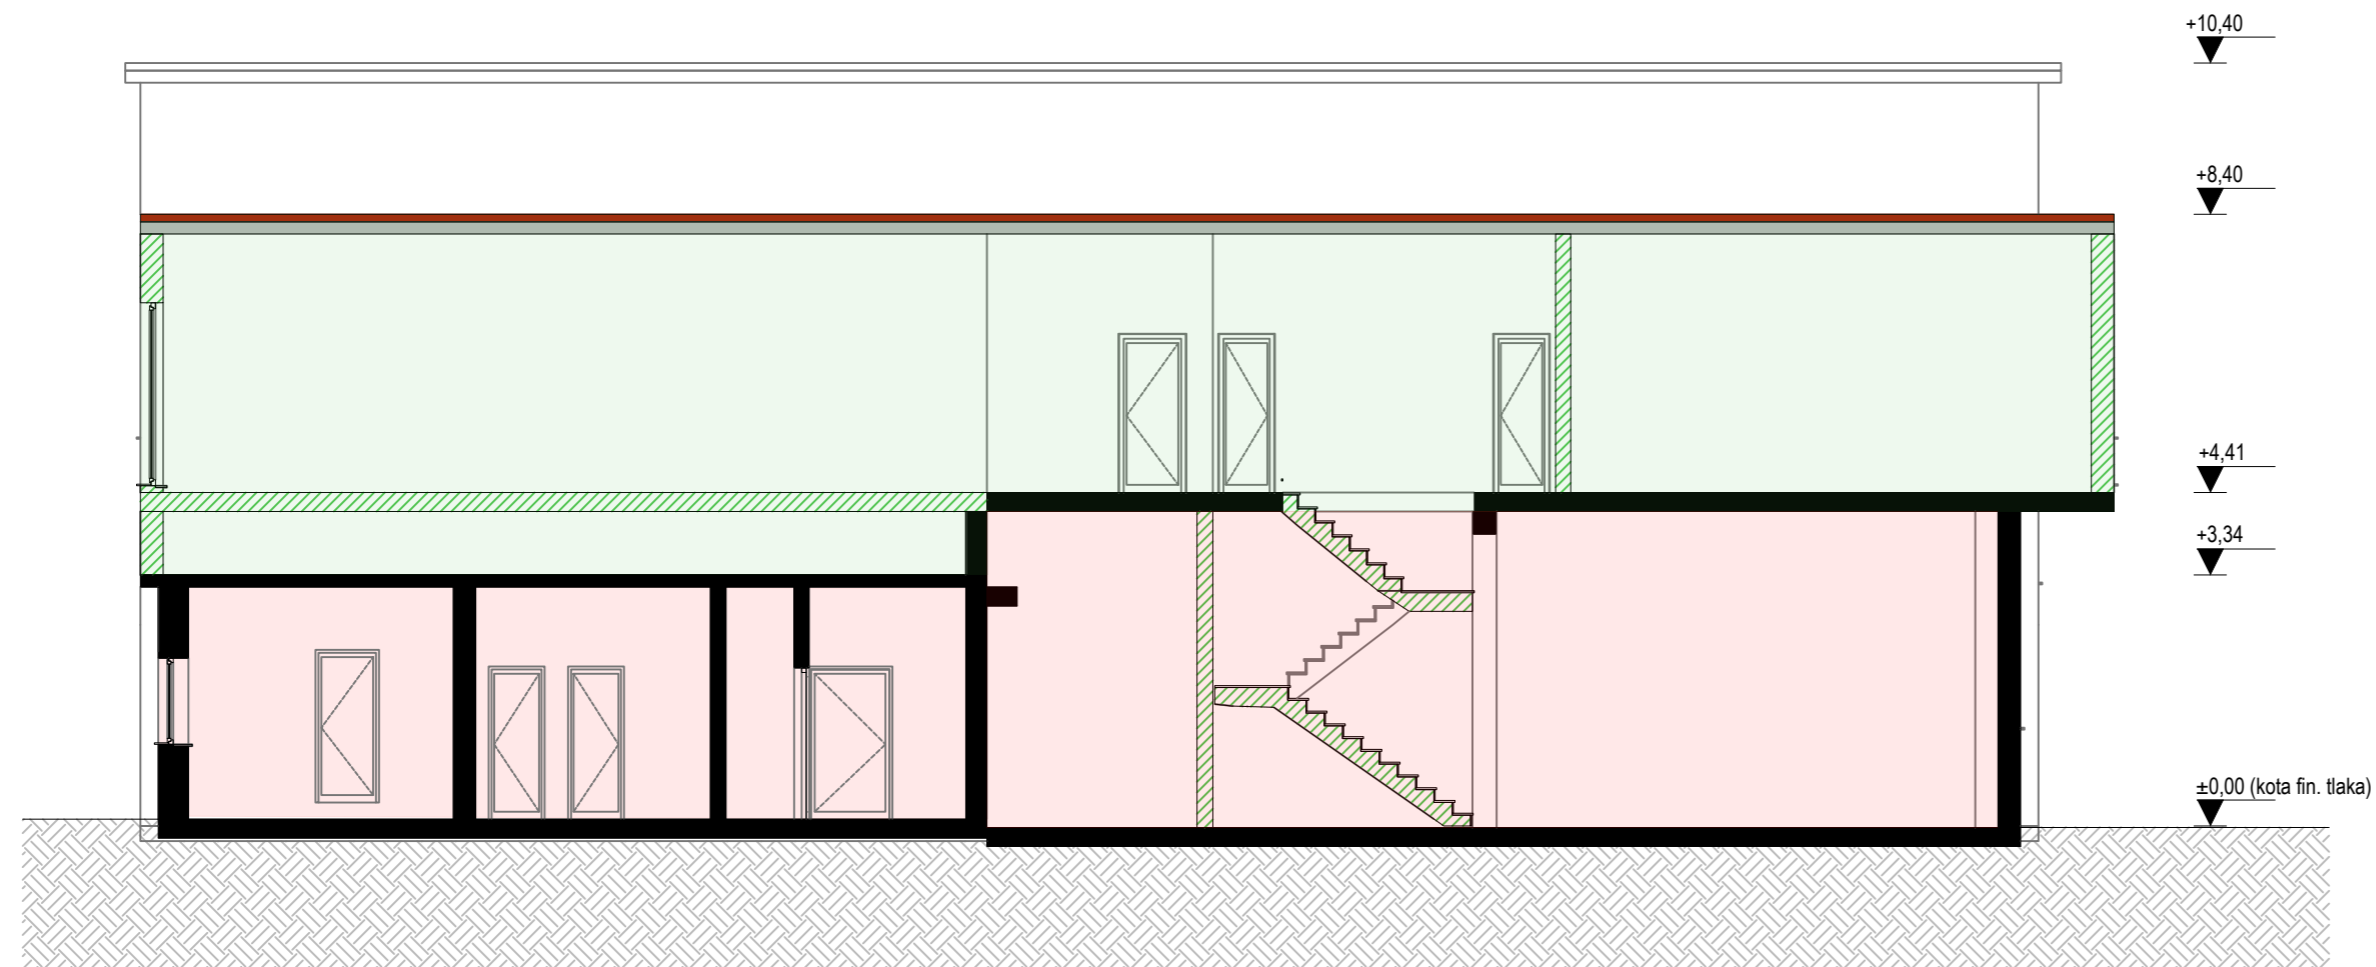 +10,40
+8,40
+4,41
+3,34
±0,00 (kota fin. tlaka)